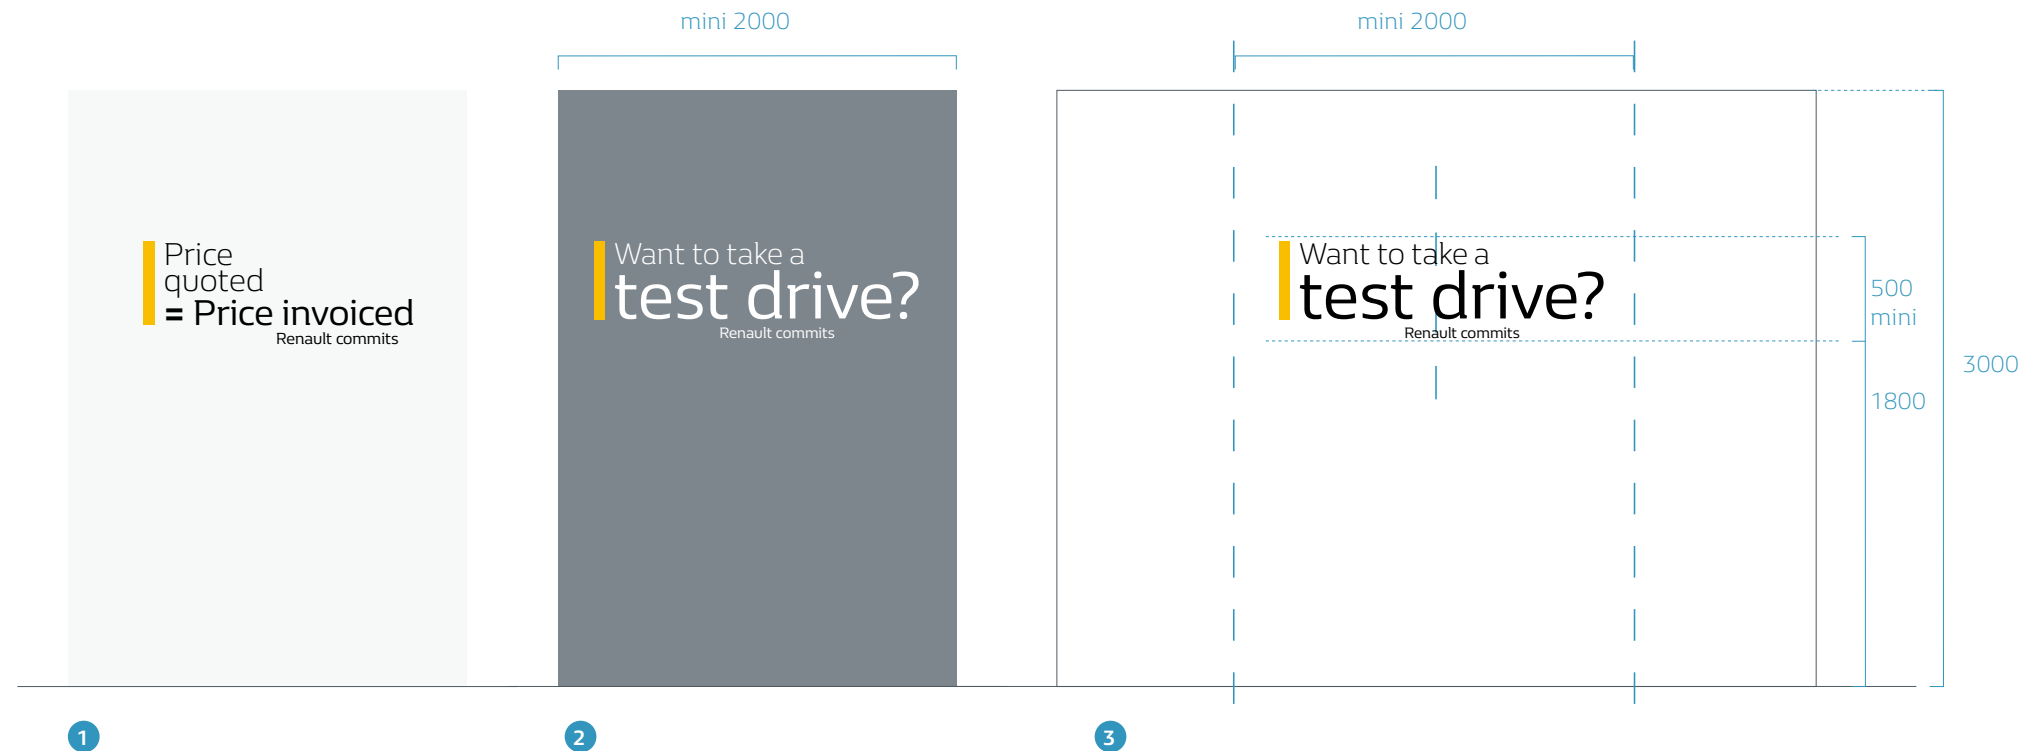 mini 2000
mini 2000
Price
quoted
= Price invoiced
Renault commits
Want to take a
test drive?
Renault commits
Want to take a
test drive?
Renault commits
500
mini
1800
3000
1
2
3